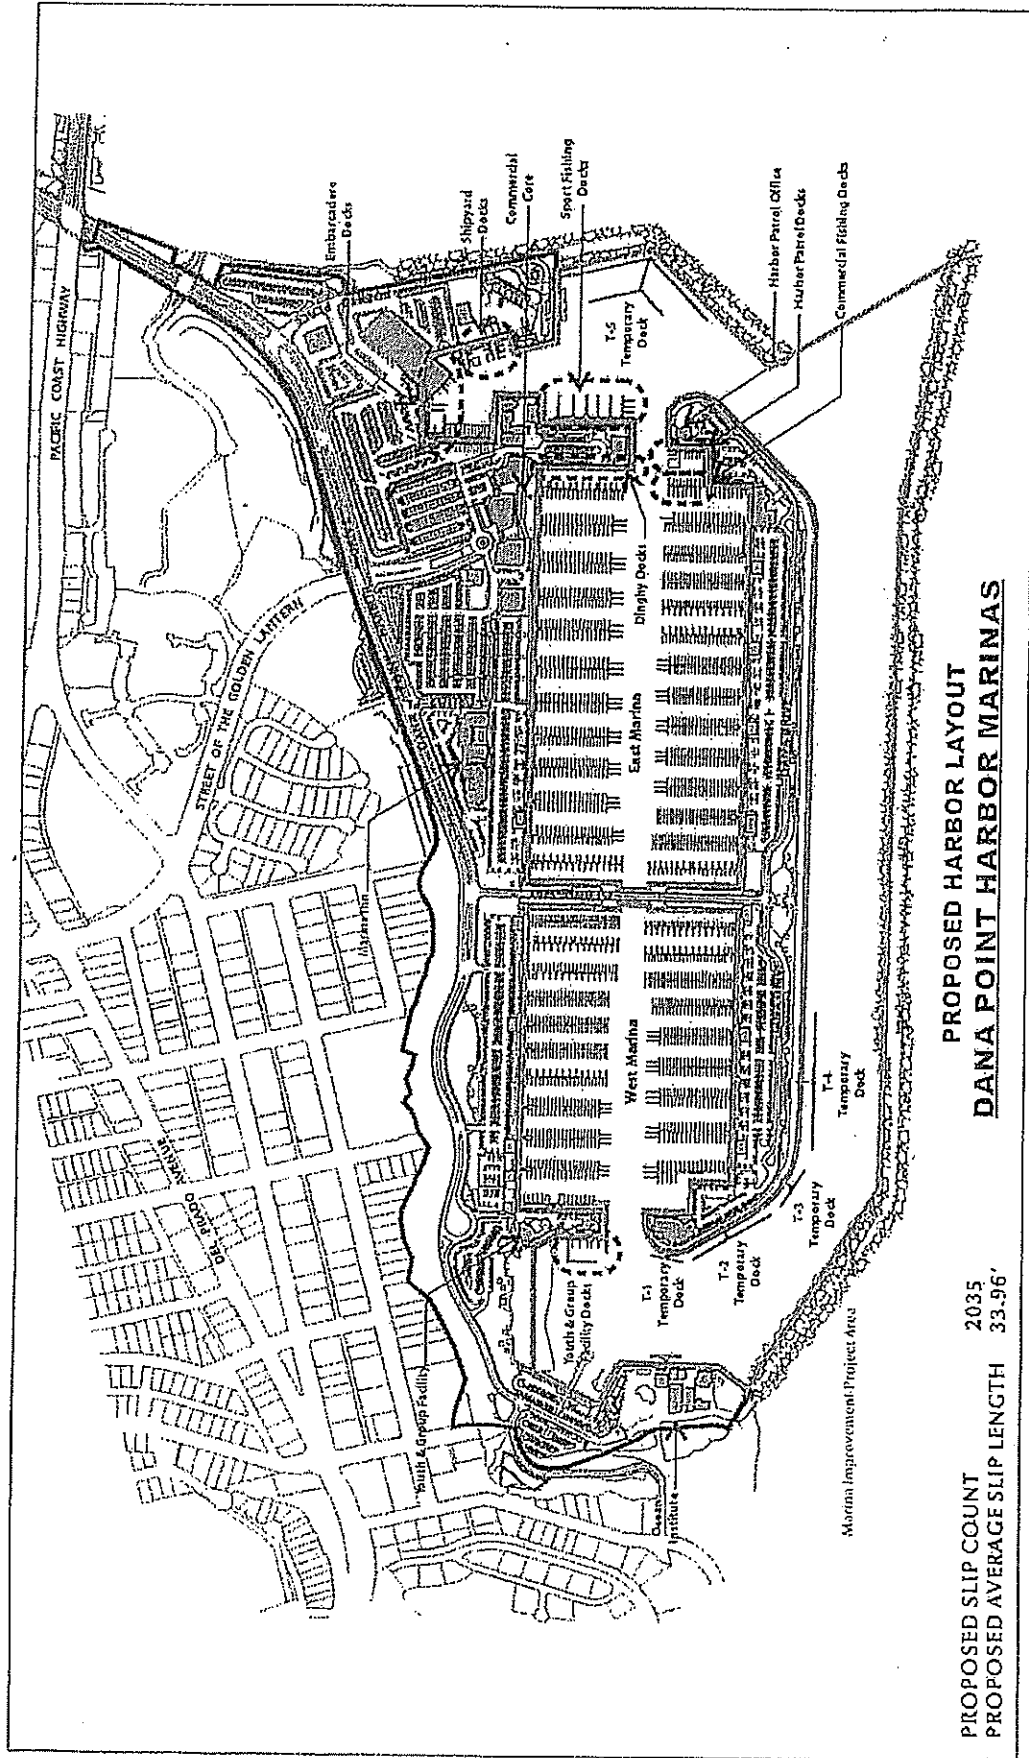 PACIFIC COAST HIGHWAY
STREET OF THE GOLDEN LANTERN
DEL PRADO AVENUE
Embarcadero
Docks
Shipyard
Docks
Commercial
Core
Sport Fishing
Docks
T-5
Temporary
Dock
Harbor Patrol Office
Harbor Patrol Docks
Commercial Fishing Docks
Dinghy Docks
East Marina
West Marina
Marina Inn
Youth & Group Facility
Youth & Group
Facility Docks
T-1
Temporary
Dock
T-2
Temporary
Dock
T-3
Temporary
Dock
T-4
Temporary
Dock
Ocean
Institute
Marina Improvement Project Area
PROPOSED HARBOR LAYOUT
DANA POINT HARBOR MARINAS
PROPOSED SLIP COUNT 2035
PROPOSED AVERAGE SLIP LENGTH 33.96'